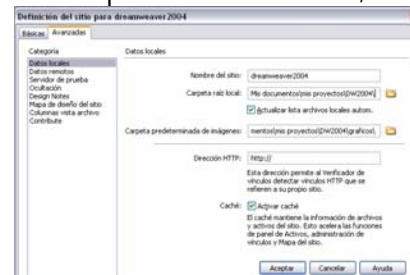 Definición del sitio para dreamweaver2004
Básicas Avanzadas
Categoría Datos locales
Datos locales
Datos remotos
Servidor de prueba
Ocultación
Design Notes
Mapa de diseño del sitio
Columnas vista archivo
Contribute
Nombre del sitio: dreamweaver2004
Carpeta raíz local: Mis documentos\mis proyectos\DW2004\
Actualizar lista archivos locales autom.
Carpeta predeterminada de imágenes: mentos\mis proyectos\DW2004\graficos\
Dirección HTTP: http://
Esta dirección permite al Verificador de
vínculos detectar vínculos HTTP que se
refieren a su propio sitio.
Caché: Activar caché
El caché mantiene la información de archivos
y activos del sitio. Esto acelera las funciones
de panel de Activos, administración de
vínculos y Mapa del sitio.
Aceptar Cancelar Ayuda